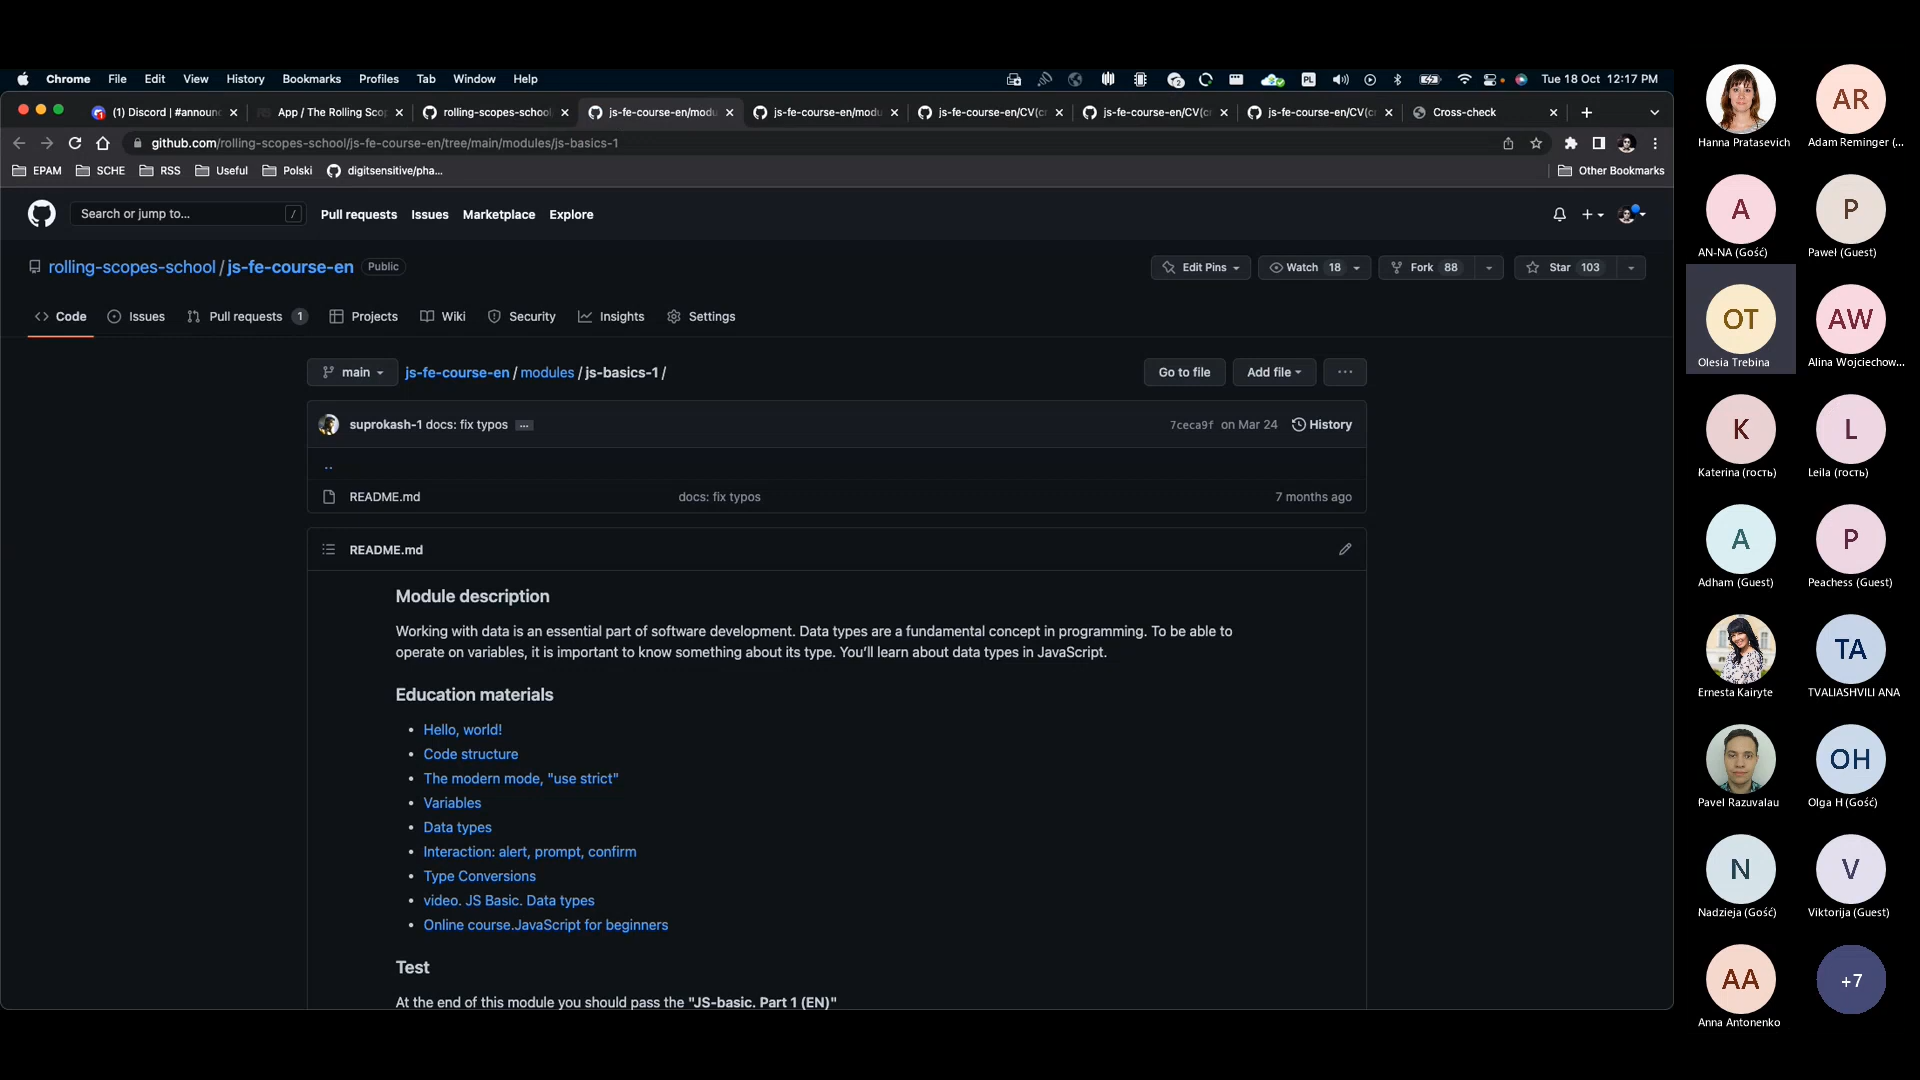 Chrome File Edit View History Bookmarks Profiles Tab Window Help
PL
Tue 18 Oct 12:17 PM
(1) Discord | #announ
App / The Rolling Sco
rolling-scopes-school
js-fe-course-en/modu
js-fe-course-en/modu
js-fe-course-en/CV(cr
js-fe-course-en/CV(cr
js-fe-course-en/CV(cr
Cross-check
github.com/rolling-scopes-school/js-fe-course-en/tree/main/modules/js-basics-1
EPAM SCHE RSS Useful Polski digitsensitive/pha... Other Bookmarks
Search or jump to... / Pull requests Issues Marketplace Explore
rolling-scopes-school / js-fe-course-en Public
Edit Pins Watch 18 Fork 88 Star 103
Code Issues Pull requests 1 Projects Wiki Security Insights Settings
main js-fe-course-en / modules / js-basics-1 / Go to file Add file ...
suprokash-1 docs: fix typos ... 7ceca9f on Mar 24 History
..
README.md docs: fix typos 7 months ago
README.md
Module description
Working with data is an essential part of software development. Data types are a fundamental concept in programming. To be able to
operate on variables, it is important to know something about its type. You’ll learn about data types in JavaScript.
Education materials
• Hello, world!
• Code structure
• The modern mode, "use strict"
• Variables
• Data types
• Interaction: alert, prompt, confirm
• Type Conversions
• video. JS Basic. Data types
• Online course.JavaScript for beginners
Test
At the end of this module you should pass the "JS-basic. Part 1 (EN)"
AR
Hanna Pratasevich Adam Reminger (...
A P
AN-NA (Gość) Paweł (Guest)
OT AW
Olesia Trebina Alina Wojciechow...
K L
Katerina (гость) Leila (гость)
A P
Adham (Guest) Peachess (Guest)
TA
Ernesta Kairyte TVALIASHVILI ANA
OH
Pavel Razuvalau Olga H (Gość)
N V
Nadzieja (Gość) Viktorija (Guest)
AA +7
Anna Antonenko